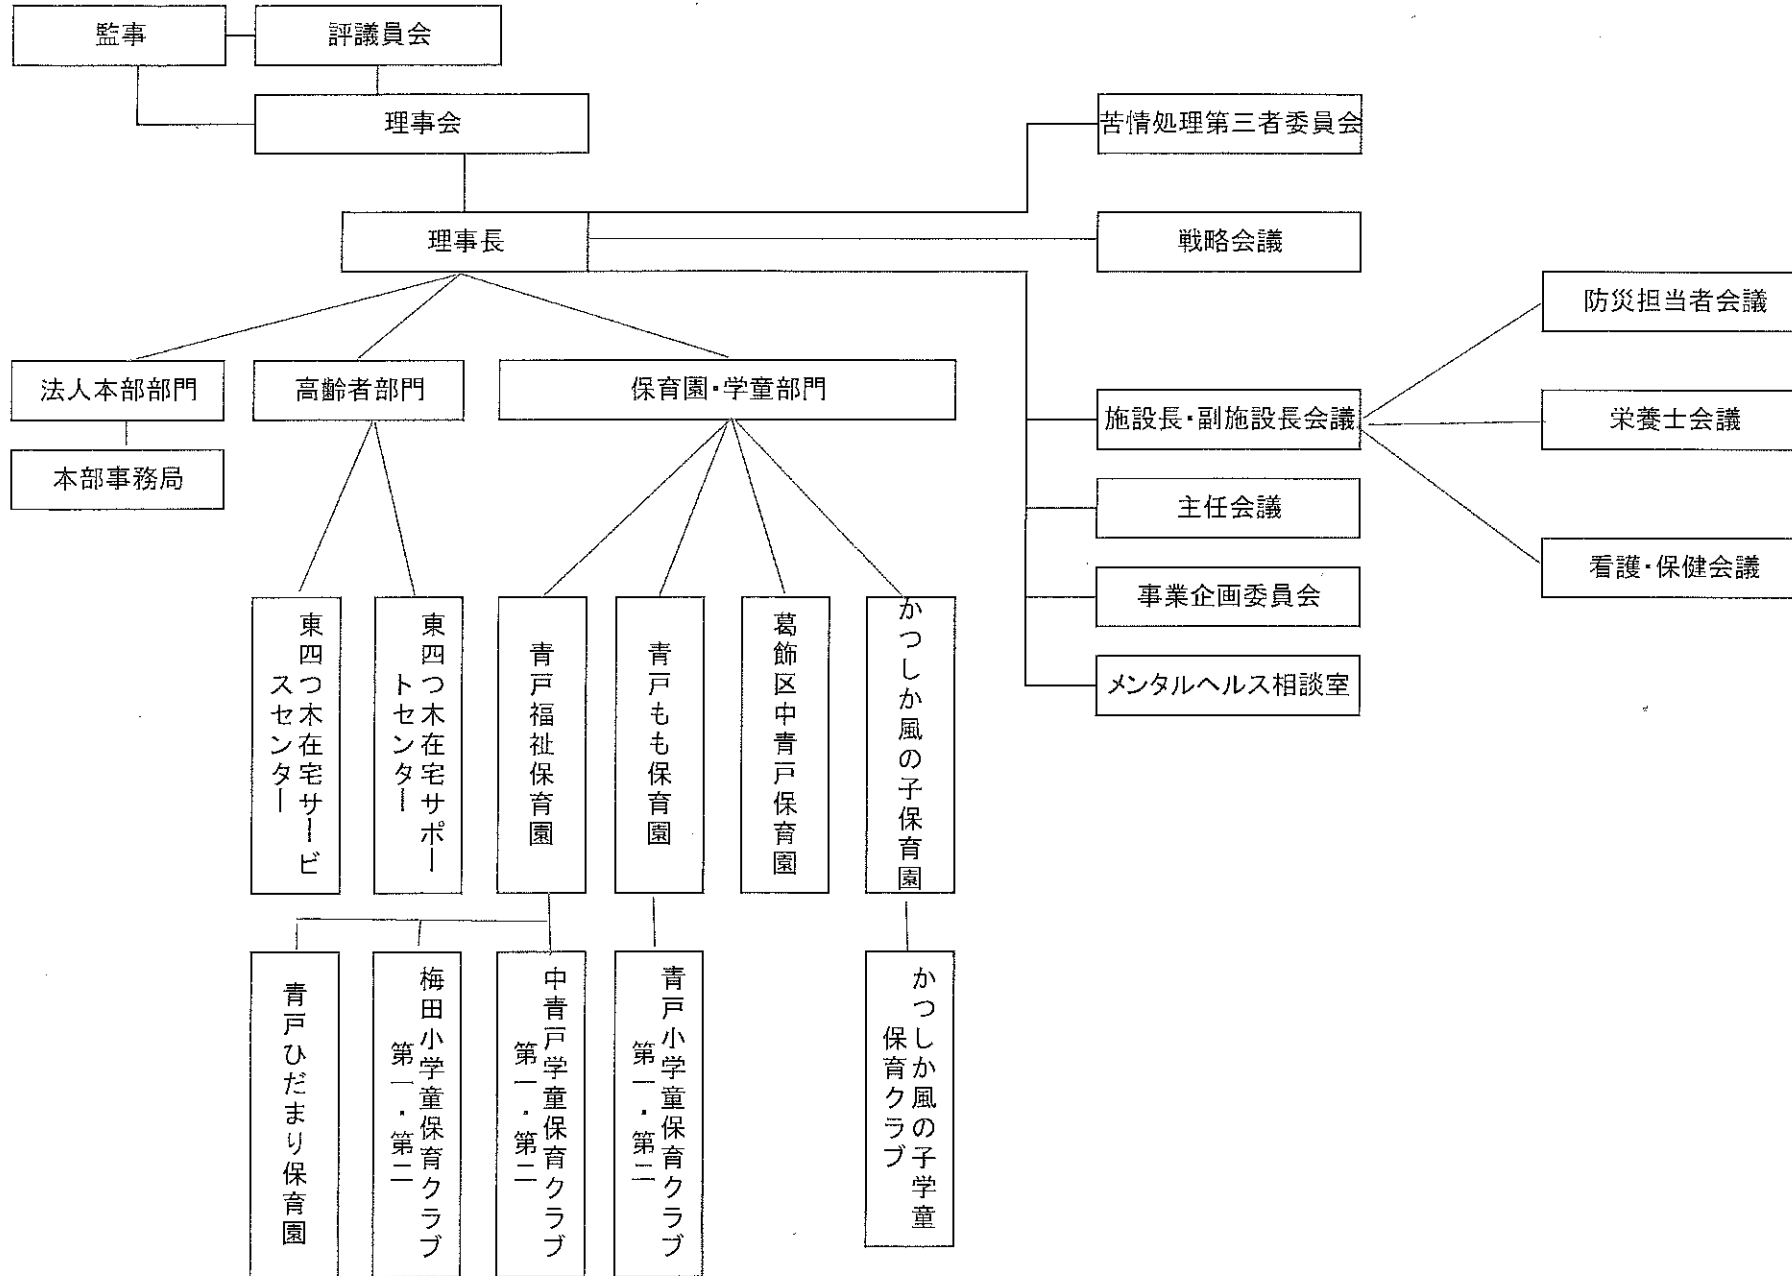 監事
評議員会
理事会
苦情処理第三者委員会
理事長
戦略会議
防災担当者会議
法人本部部門
高齢者部門
保育園・学童部門
施設長・副施設長会議
栄養士会議
本部事務局
主任会議
看護・保健会議
事業企画委員会
メンタルヘルス相談室
東四つ木在宅サービ
スセンター
東四つ木在宅サポー
トセンター
青戸福祉保育園
青戸もも保育園
葛飾区中青戸保育園
かつしか風の子保育園
青戸ひだまり保育園
梅田小学童保育クラブ
第一・第二
中青戸学童保育クラブ
第一・第二
青戸小学童保育クラブ
第一・第二
かつしか風の子学童
保育クラブ